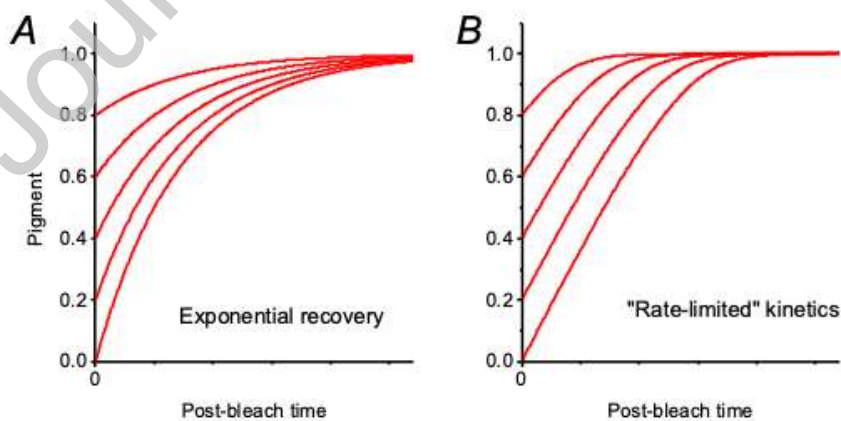 A
B
1.0
0.8
0.6
0.4
0.2
0.0
Pigment
Exponential recovery
0
Post-bleach time
1.0
0.8
0.6
0.4
0.2
0.0
"Rate-limited" kinetics
0
Post-bleach time
Jour